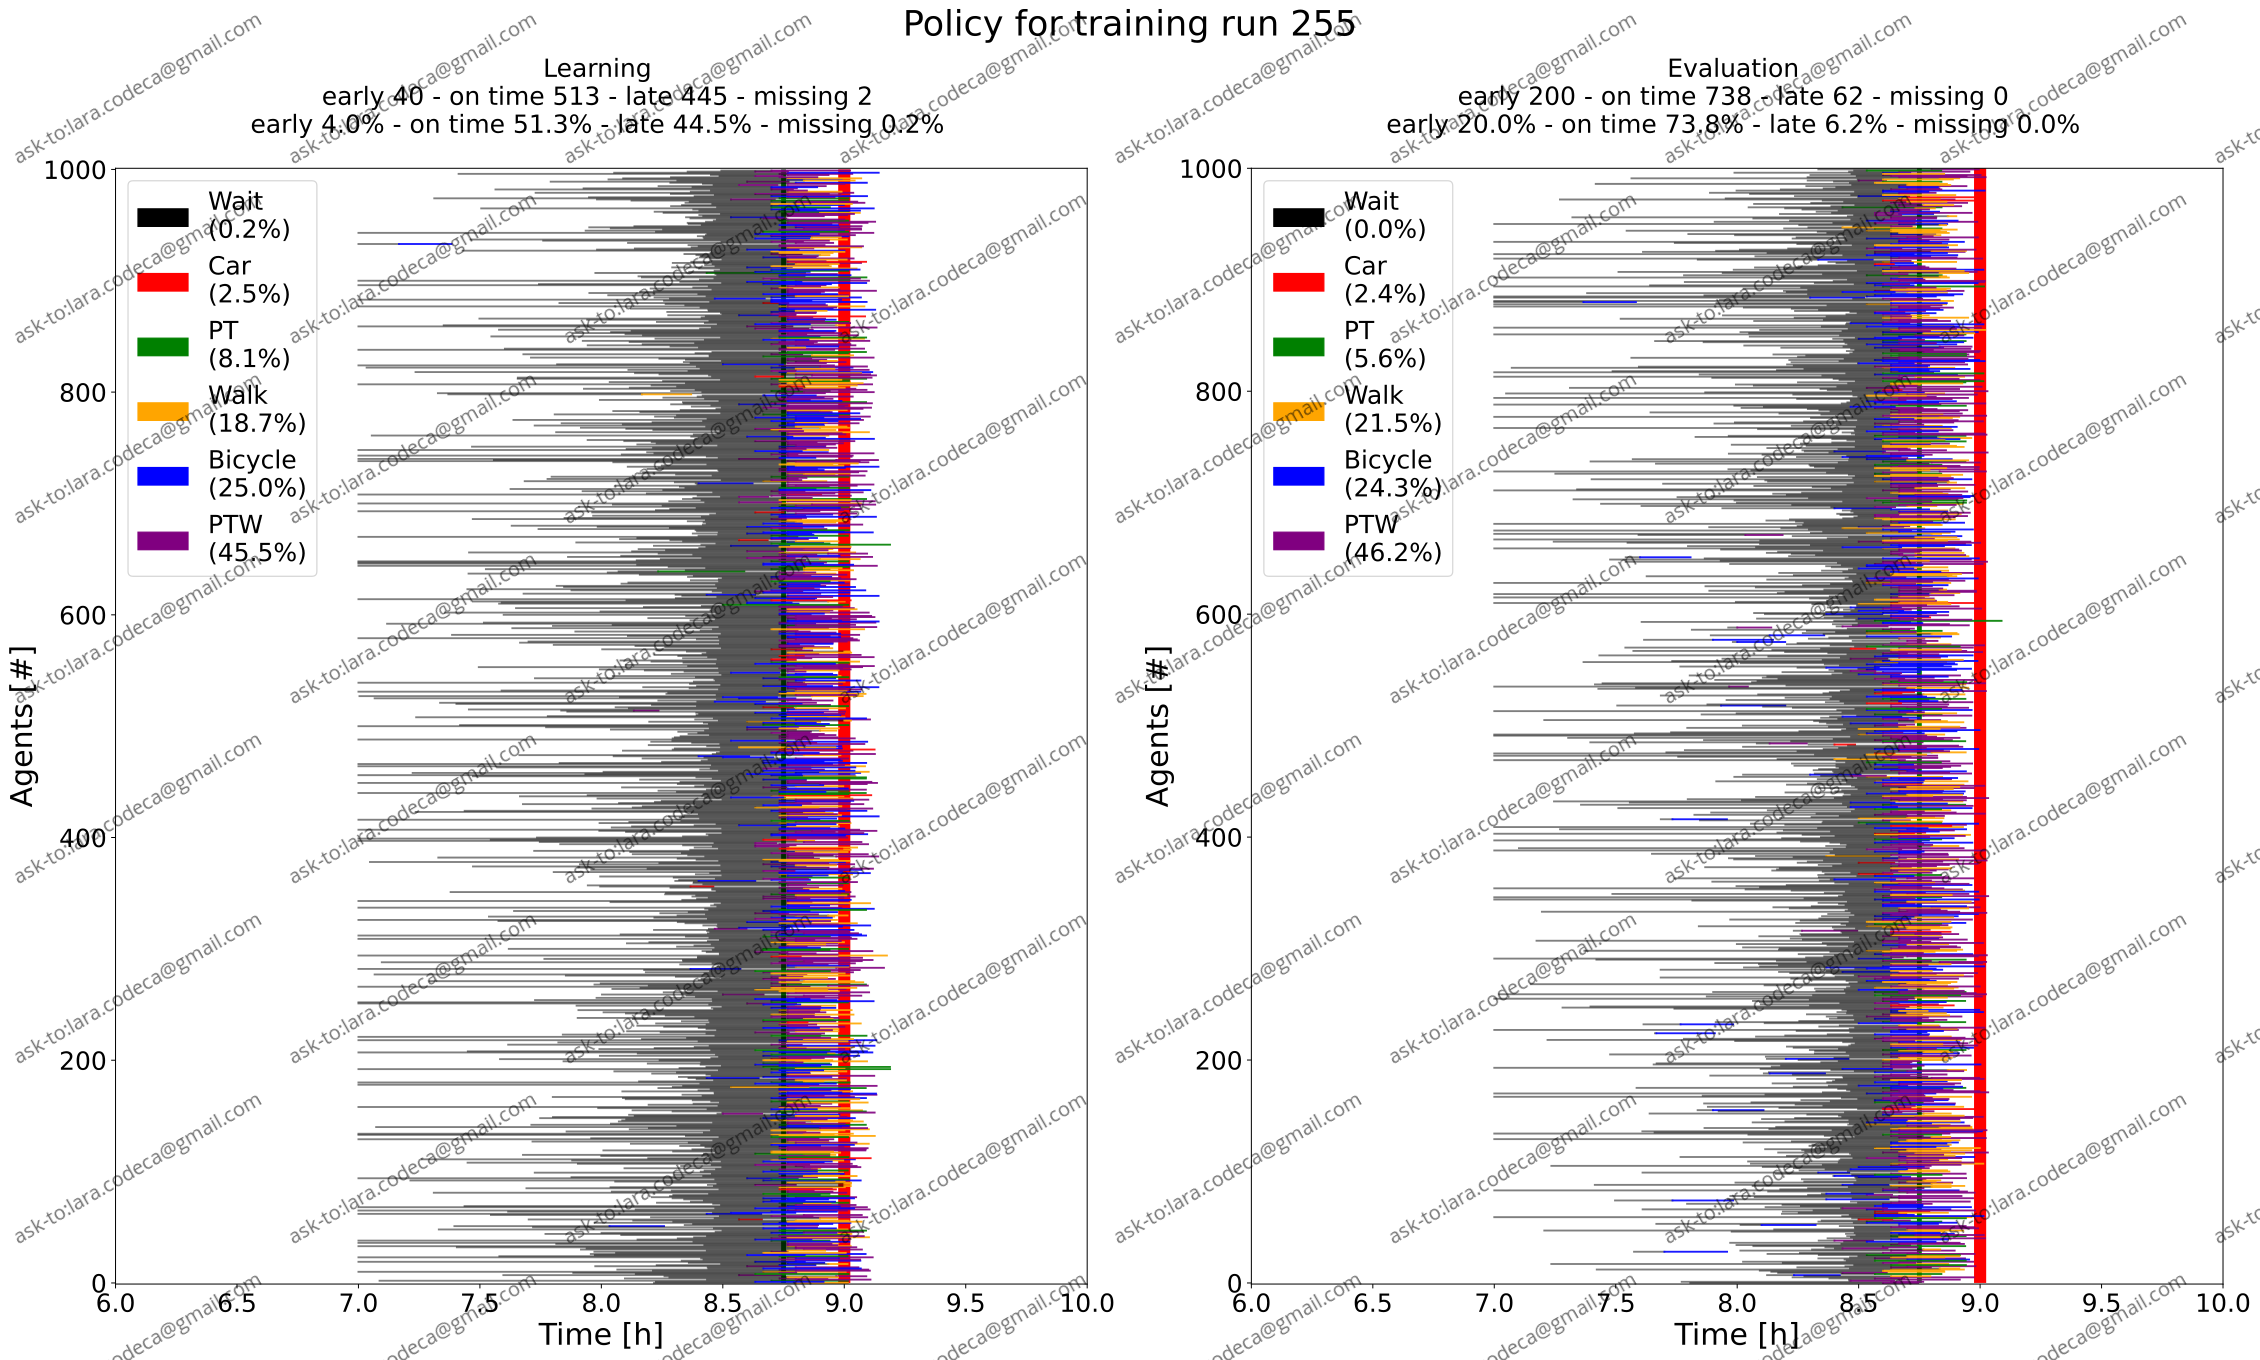 Policy for training run 255
Learning
early 40 - on time 513 - late 445 - missing 2
early 4.0% - on time 51.3% - late 44.5% - missing 0.2%
Evaluation
early 200 - on time 738 - late 62 - missing 0
early 20.0% - on time 73.8% - late 6.2% - missing 0.0%
Agents [#]
1000
800
600
400
200
0
Wait
(0.2%)
Car
(2.5%)
PT
(8.1%)
Walk
(18.7%)
Bicycle
(25.0%)
PTW
(45.5%)
6.0 6.5 7.0 7.5 8.0 8.5 9.0 9.5 10.0
Time [h]
Agents [#]
1000
800
600
400
200
0
Wait
(0.0%)
Car
(2.4%)
PT
(5.6%)
Walk
(21.5%)
Bicycle
(24.3%)
PTW
(46.2%)
6.0 6.5 7.0 7.5 8.0 8.5 9.0 9.5 10.0
Time [h]
ask-to:lara.codeca@gmail.com